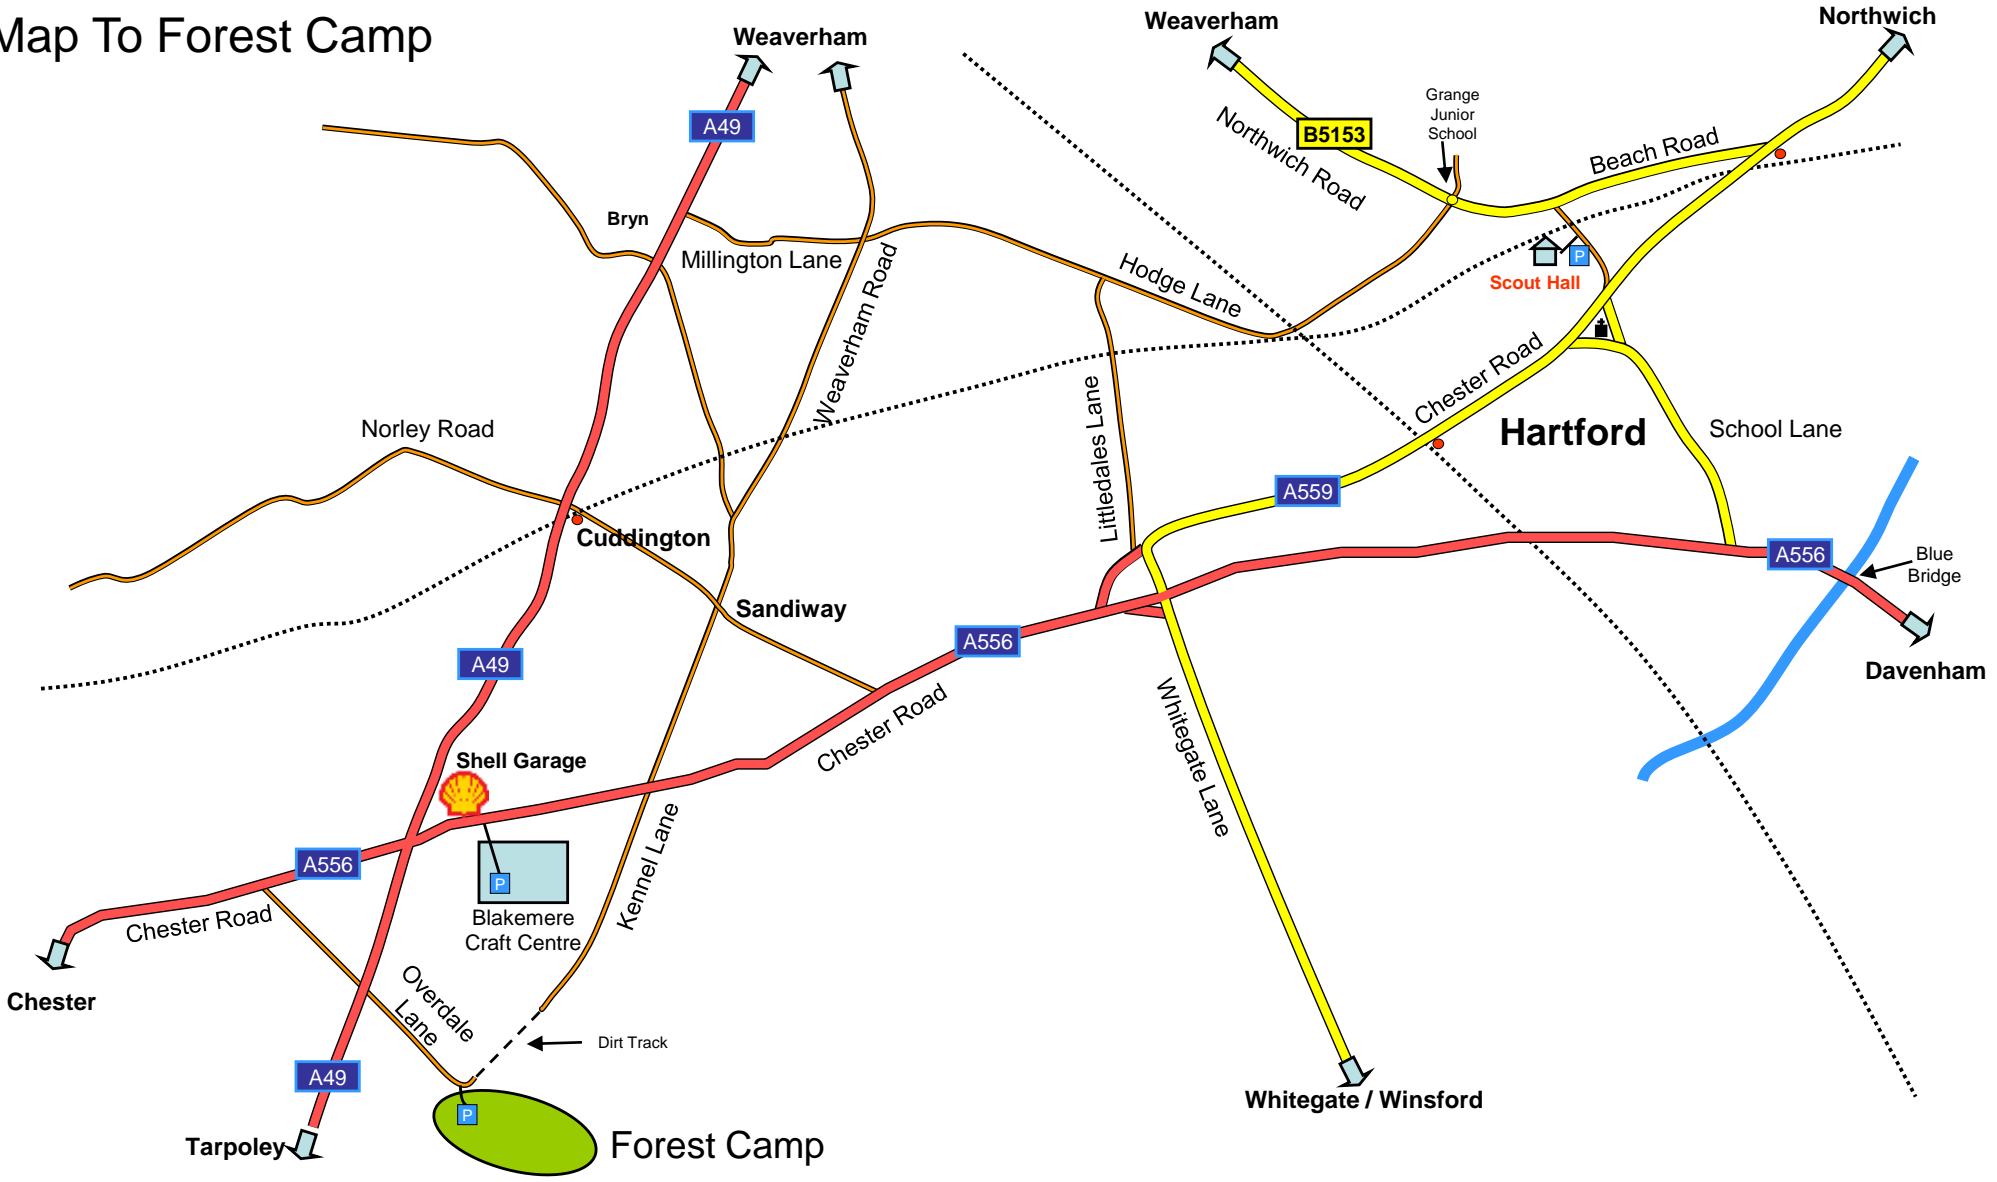 Map To Forest Camp
Weaverham
Weaverham
Northwich
A49
B5153
Northwich Road
Grange
Junior
School
Beach Road
Bryn
Millington Lane
Weaverham Road
Hodge Lane
P
Scout Hall
Chester Road
Hartford
School Lane
Norley Road
Littledales Lane
A559
Cuddington
A556
Blue
Bridge
Sandiway
A556
A49
Davenham
Chester Road
Whitegate Lane
Shell Garage
Kennel Lane
A556
P
Blakemere
Craft Centre
Chester Road
Chester
Overdale
Lane
Dirt Track
A49
P
Whitegate / Winsford
Tarpoley
Forest Camp